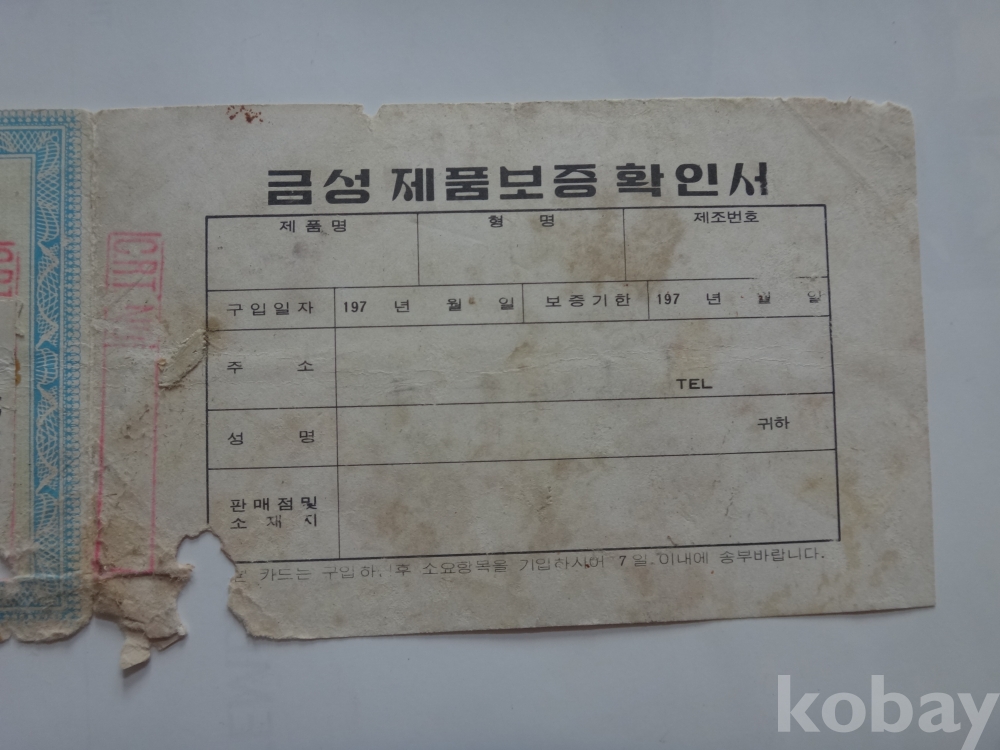 금성 제품보증 확인서
제품명 형명 제조번호
구입일자 197 년 월 일 보증기한 197 년 월 일
주소
TEL
성명 귀하
판매점및
소재지
카드는 구입하 후 소요항목을 기입하시어 7일 이내에 송부바랍니다.
kobay